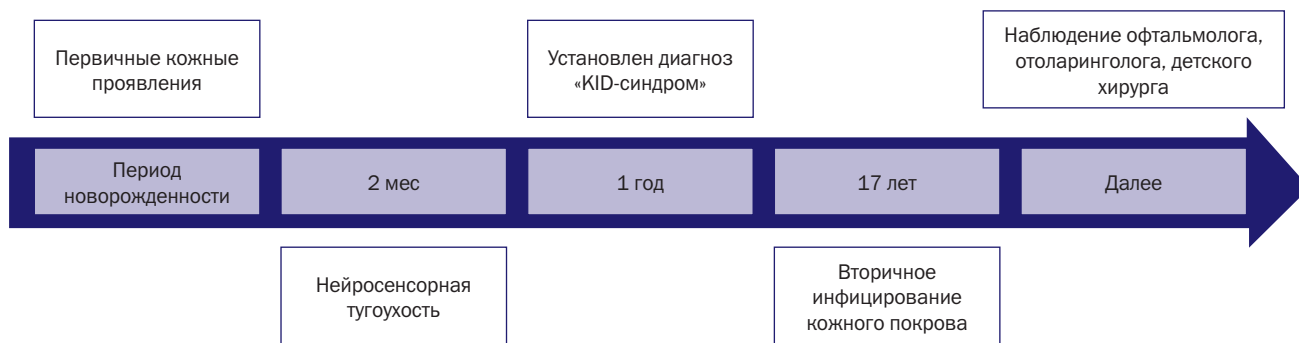 Первичные кожные
проявления
Установлен диагноз
«KID-синдром»
Наблюдение офтальмолога,
отоларинголога, детского
хирурга
Период
новорожденности
2 мес
1 год
17 лет
Далее
Нейросенсорная
тугоухость
Вторичное
инфицирование
кожного покрова